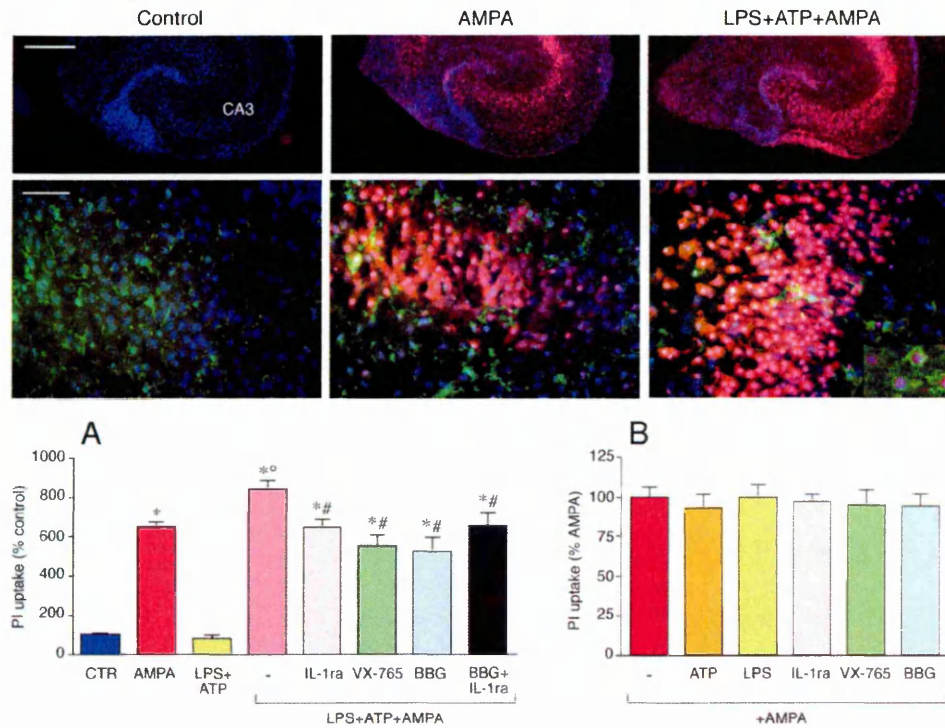 Control AMPA LPS+ATP+AMPA
CA3
A
PI uptake (% control)
1000
800
600
400
200
0
*
*°
*#
*#
*#
*#
CTR AMPA LPS+ATP - IL-1ra VX-765 BBG BBG+IL-1ra
LPS+ATP+AMPA
B
PI uptake (% AMPA)
125
100
75
50
25
0
- ATP LPS IL-1ra VX-765 BBG
+AMPA